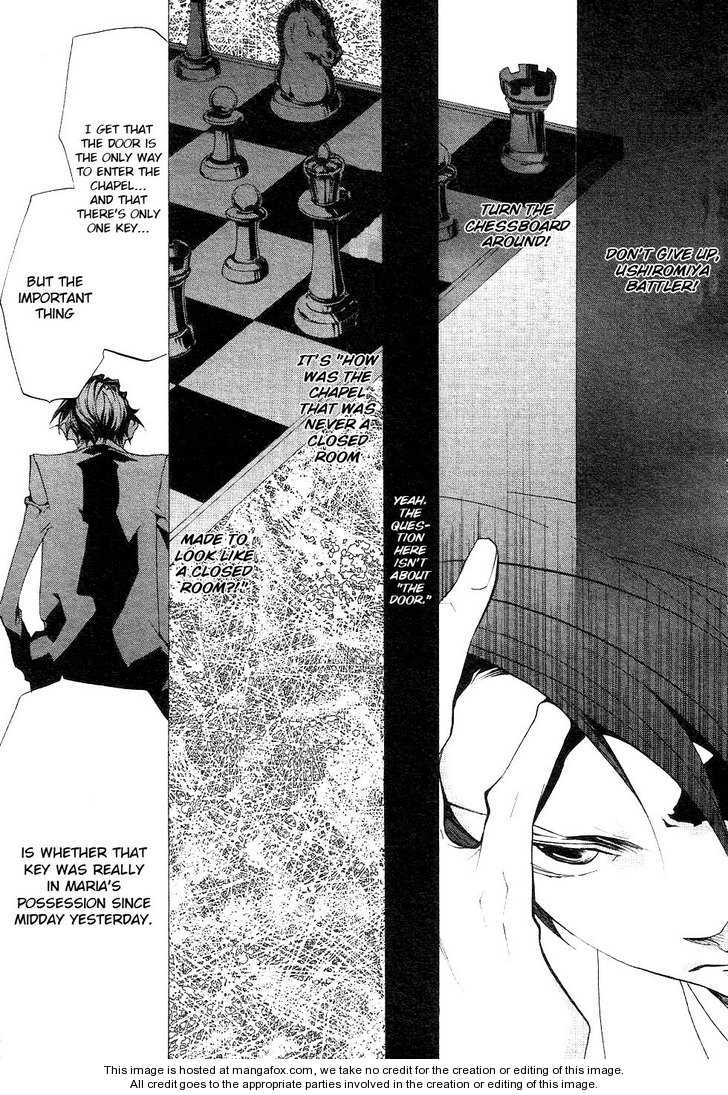 DON'T GIVE UP,
USHIROMIYA
BATTLER!
TURN THE
CHESSBOARD
AROUND!
YEAH.
THE
QUES-
TION
HERE
ISN'T
ABOUT
"THE
DOOR."
IT'S "HOW
WAS THE
CHAPEL
THAT WAS
NEVER A
CLOSED
ROOM
MADE TO
LOOK LIKE
A CLOSED
ROOM?!"
I GET THAT
THE DOOR IS
THE ONLY WAY
TO ENTER THE
CHAPEL...
AND THAT
THERE'S ONLY
ONE KEY...
BUT THE
IMPORTANT
THING
IS WHETHER THAT
KEY WAS REALLY
IN MARIA'S
POSSESSION SINCE
MIDDAY YESTERDAY.
This image is hosted at mangafox.com, we take no credit for the creation or editing of this image.
All credit goes to the appropriate parties involved in the creation or editing of this image.